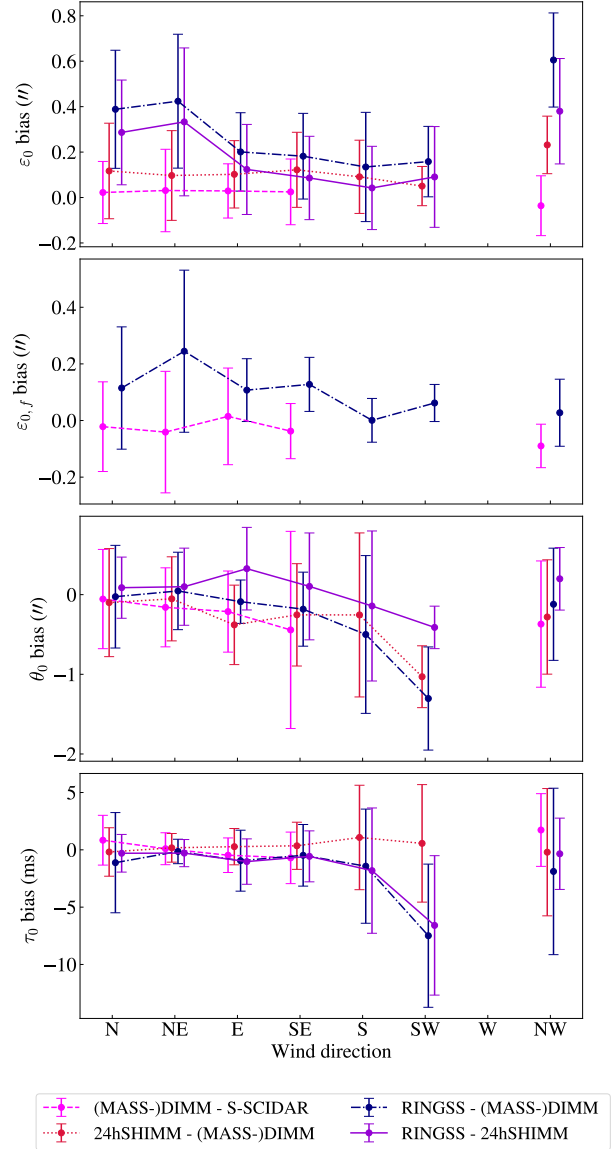 0.8
0.6
0.4
0.2
0.0
−0.2
ε₀ bias (″)
0.4
0.2
0.0
−0.2
ε₀,f bias (″)
0
−1
−2
θ₀ bias (″)
5
0
−5
−10
τ₀ bias (ms)
N NE E SE S SW W NW
Wind direction
(MASS-)DIMM - S-SCIDAR RINGSS - (MASS-)DIMM
24hSHIMM - (MASS-)DIMM RINGSS - 24hSHIMM